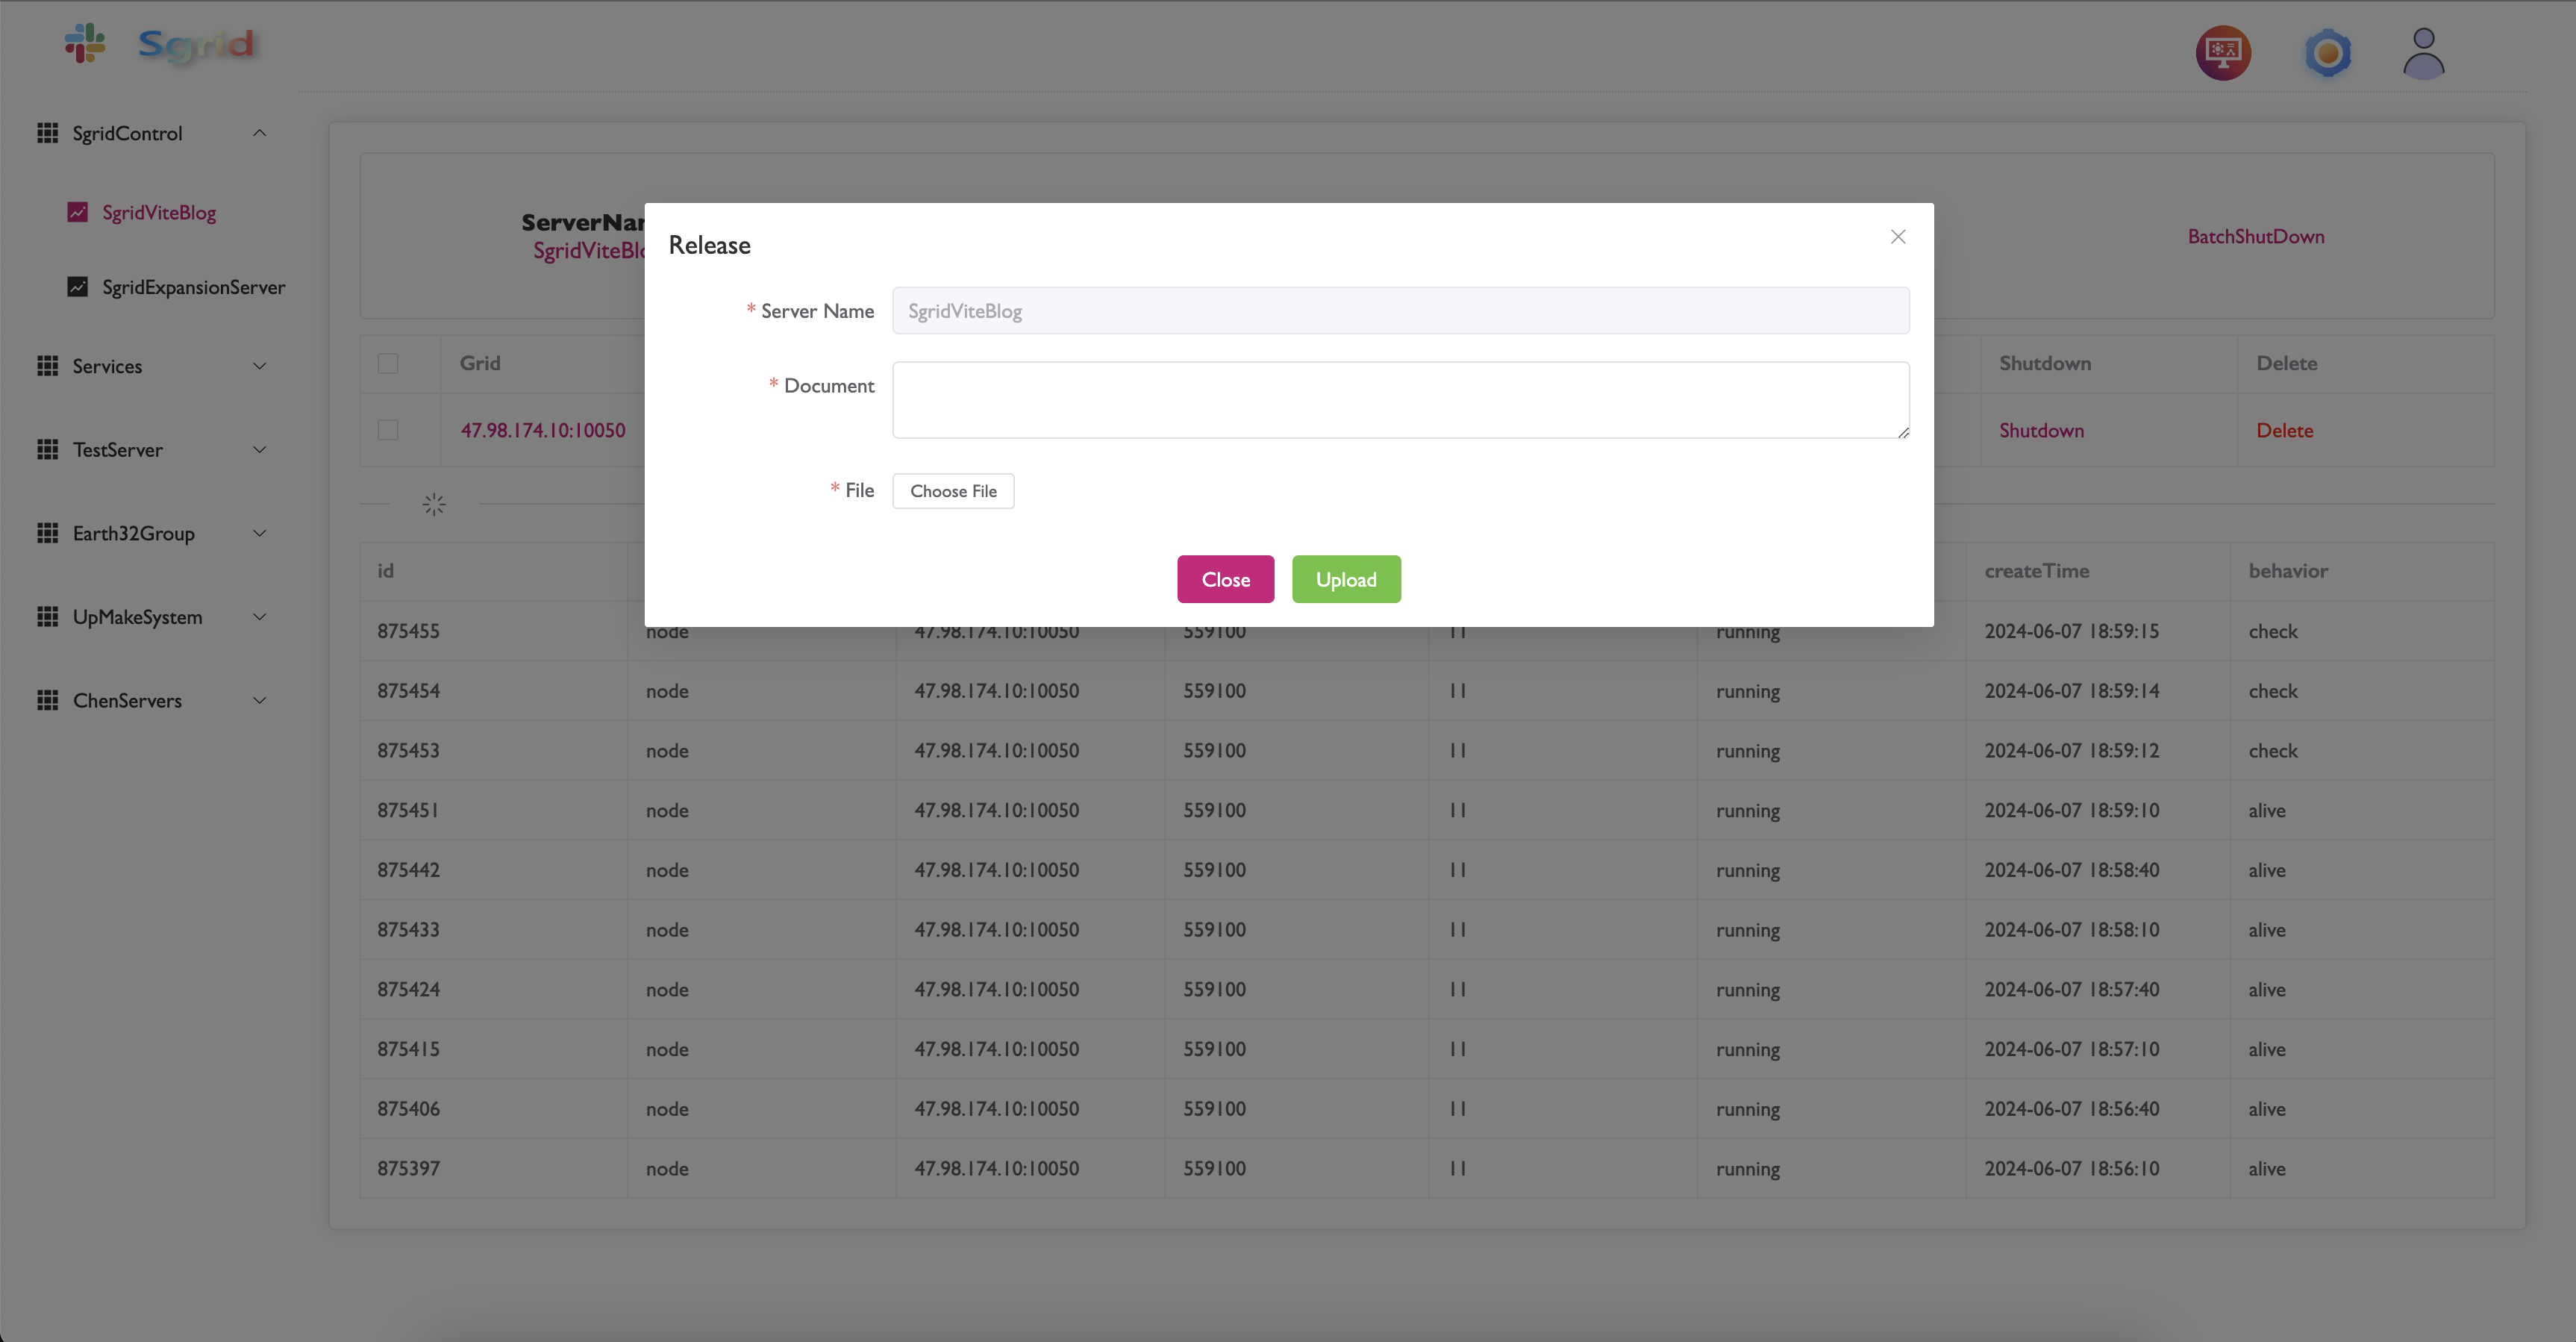 Sgrid
SgridControl
SgridViteBlog
SgridExpansionServer
Services
TestServer
Earth32Group
UpMakeSystem
ChenServers
BatchShutDown
SgridViteBl
Release
* Server Name SgridViteBlog
* Document
* File Choose File
Close Upload
Grid Shutdown Delete
47.98.174.10:10050 Shutdown Delete
id createTime behavior
875455 node 47.98.174.10:10050 559100 11 running 2024-06-07 18:59:15 check
875454 node 47.98.174.10:10050 559100 11 running 2024-06-07 18:59:14 check
875453 node 47.98.174.10:10050 559100 11 running 2024-06-07 18:59:12 check
875451 node 47.98.174.10:10050 559100 11 running 2024-06-07 18:59:10 alive
875442 node 47.98.174.10:10050 559100 11 running 2024-06-07 18:58:40 alive
875433 node 47.98.174.10:10050 559100 11 running 2024-06-07 18:58:10 alive
875424 node 47.98.174.10:10050 559100 11 running 2024-06-07 18:57:40 alive
875415 node 47.98.174.10:10050 559100 11 running 2024-06-07 18:57:10 alive
875406 node 47.98.174.10:10050 559100 11 running 2024-06-07 18:56:40 alive
875397 node 47.98.174.10:10050 559100 11 running 2024-06-07 18:56:10 alive